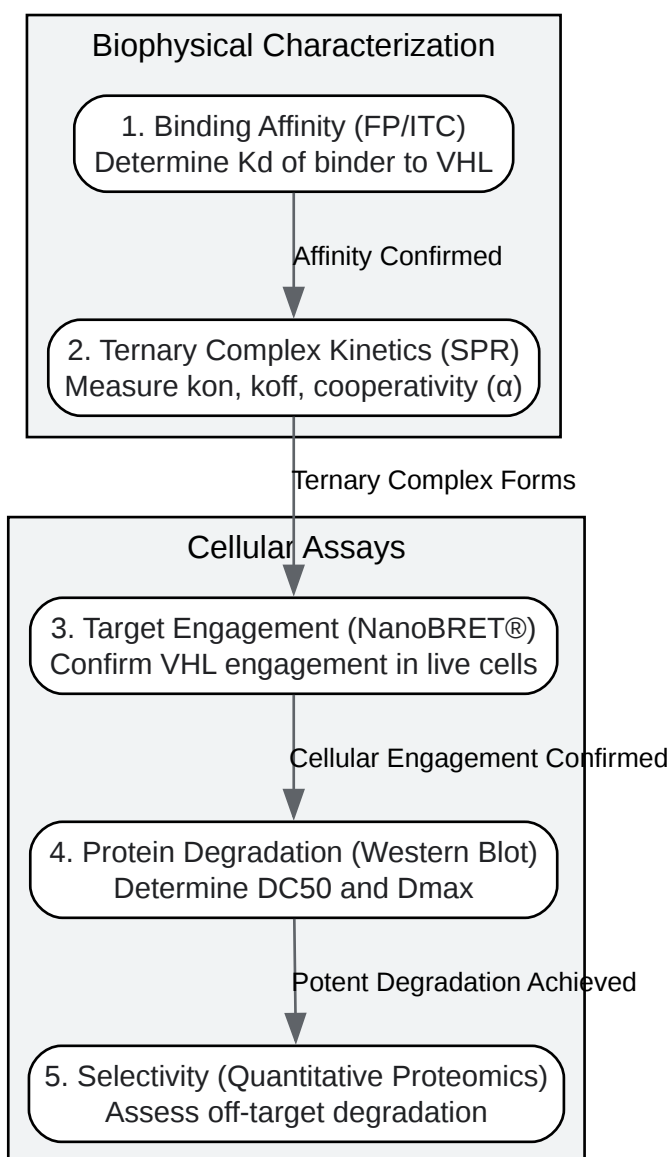 Biophysical Characterization
1. Binding Affinity (FP/ITC)
Determine Kd of binder to VHL
Affinity Confirmed
2. Ternary Complex Kinetics (SPR)
Measure kon, koff, cooperativity (α)
Ternary Complex Forms
Cellular Assays
3. Target Engagement (NanoBRET®)
Confirm VHL engagement in live cells
Cellular Engagement Confirmed
4. Protein Degradation (Western Blot)
Determine DC50 and Dmax
Potent Degradation Achieved
5. Selectivity (Quantitative Proteomics)
Assess off-target degradation